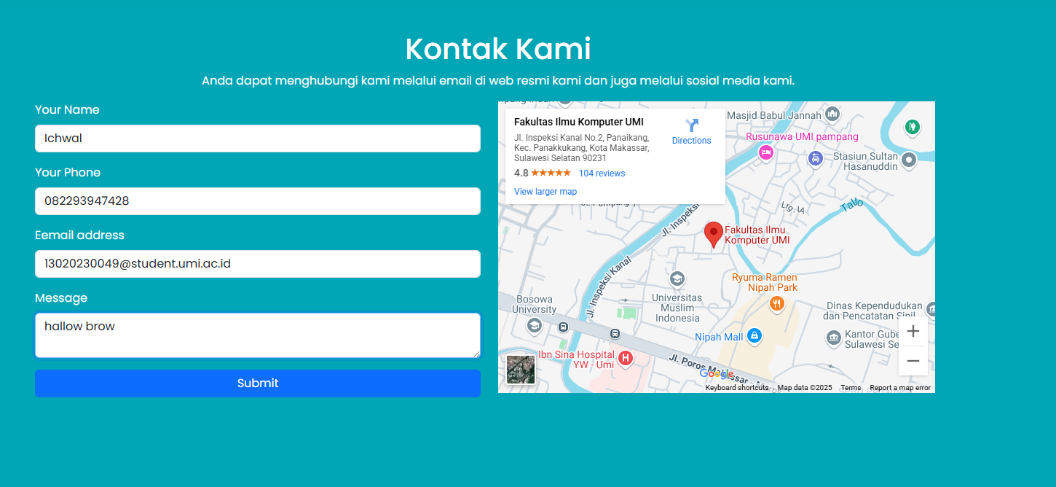 Kontak Kami
Anda dapat menghubungi kami melalui email di web resmi kami dan juga melalui sosial media kami.
Your Name
Ichwal
Your Phone
082293947428
Eemail address
13020230049@student.umi.ac.id
Message
hallow brow
Submit
Fakultas Ilmu Komputer UMI
Jl. Inspeksi Kanal No.2, Panaikang,
Kec. Panakkukang, Kota Makassar,
Sulawesi Selatan 90231
4.8
104 reviews
View larger map
Directions
Masjid Babul Jannah
Rusunawa UMI pampang
Stasiun Sultan
Hasanuddin
Tallo
Jl. Inspeksi
Fakultas Ilmu
Komputer UMI
Jl. Inspeksi Kanal
Ryuma Ramen
Nipah Park
Bosowa
University
Universitas
Muslim
Indonesia
Dinas Kependudukan
dan Pencatatan Sipil
Nipah Mall
Kantor Gube
Sulawesi Se
Ibn Sina Hospital
YW - Umi
Jl. Poros
Google
Keyboard shortcuts
Map data ©2025
Terms
Report a map error